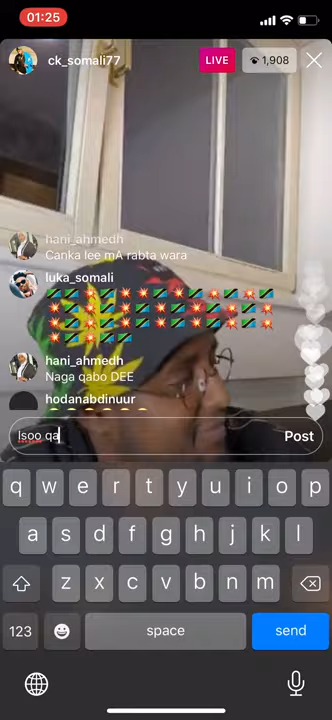 01:25
ck_somali77
LIVE
1,908
hani_ahmedh
Canka lee mA rabta wara
luka_somali
hani_ahmedh
Naga qabo DEE
hodanabdinuur
Isoo qa
Post
q w e r t y u i o p
a s d f g h j k l
z x c v b n m
123
space
send